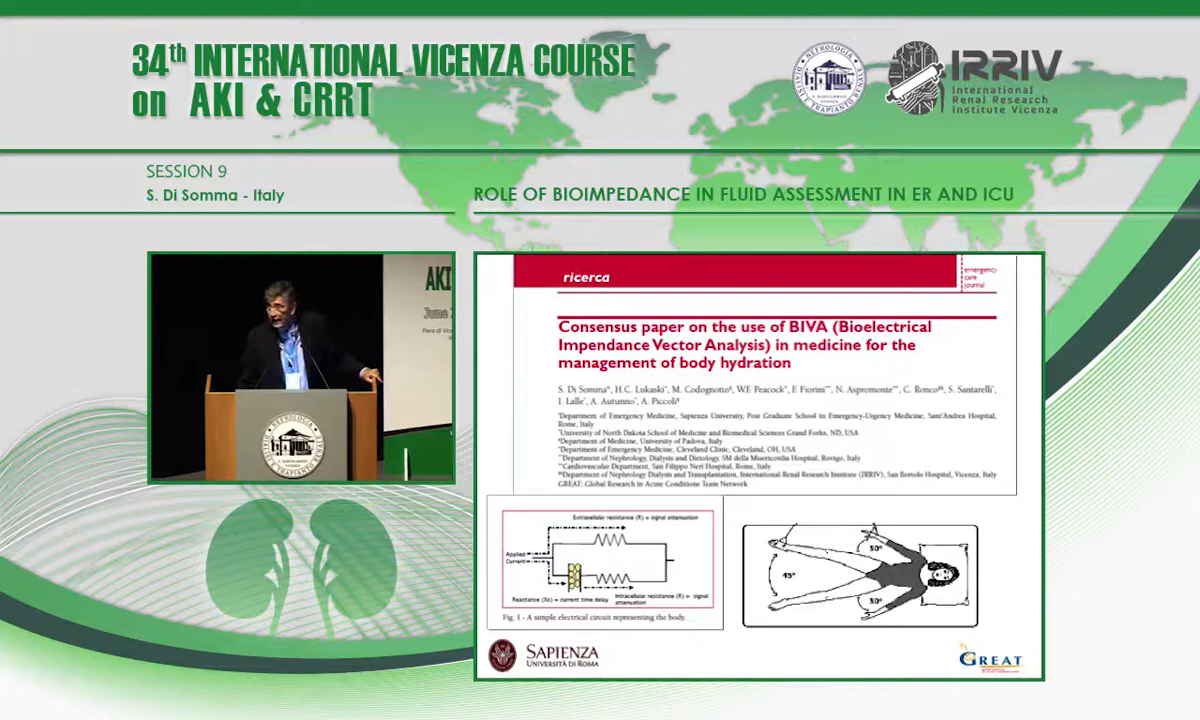 34th INTERNATIONAL VICENZA COURSE
on AKI & CRRT
NEFROLOGIA
DIALISI E TRAPIANTO RENALE
S. BORTOLO
VICENZA
IRRIV
International
Renal Research
Institute Vicenza
SESSION 9
S. Di Somma - Italy
ROLE OF BIOIMPEDANCE IN FLUID ASSESSMENT IN ER AND ICU
AKI
June
NEFROLOGIA
ricerca
emergency
care
journal
Consensus paper on the use of BIVA (Bioelectrical
Impendance Vector Analysis) in medicine for the
management of body hydration
S. Di Somma*, H.C. Lukaski, M. Codognotto, W.F. Peacock, F. Fiorini, N. Aspromonte, C. Ronco, S. Santarelli,
I. Lalle, A. Autunno, A. Piccoli
Department of Emergency Medicine, Sapienza University, Post Graduate School in Emergency-Urgency Medicine, Sant'Andrea Hospital,
Rome, Italy
University of North Dakota School of Medicine and Biomedical Sciences Grand Forks, ND, USA
Department of Medicine, University of Padova, Italy
Department of Emergency Medicine, Cleveland Clinic, Cleveland, OH, USA
Department of Nephrology, Dialysis and Dietology, SM della Misericordia Hospital, Rovigo, Italy
Cardiovascular Department, San Filippo Neri Hospital, Rome, Italy
Department of Nephrology Dialysis and Transplantation, International Renal Research Institute (IRRIV), San Bortolo Hospital, Vicenza, Italy
GREAT: Global Research in Acute Conditions Team Network
Extracellular resistance (R) = signal attenuation
Applied
Current
Reactance (Xc) = current time delay
Intracellular resistance (R) = signal
attenuation
Fig. 1 - A simple electrical circuit representing the body.
30°
45°
30°
SAPIENZA
UNIVERSITÀ DI ROMA
GREAT